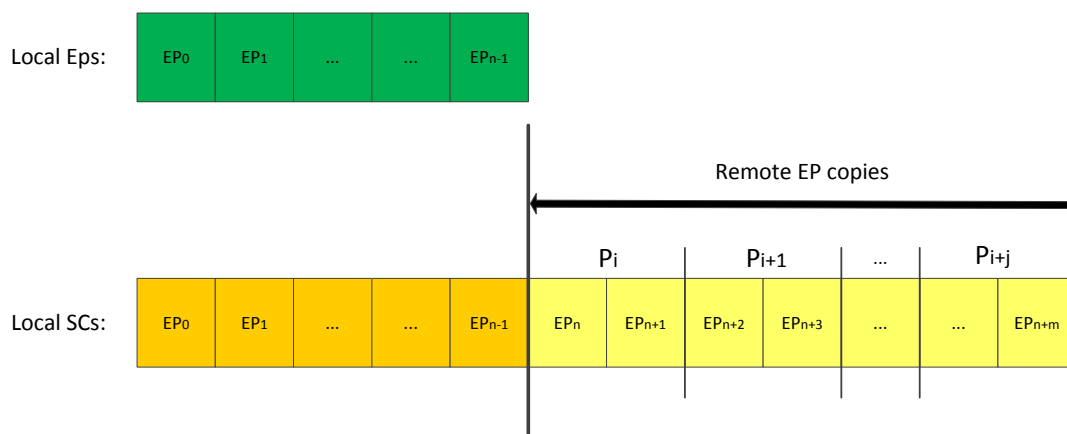 Local Eps: EP0 EP1 ... ... EPn-1
Remote EP copies
Pi Pi+1 ... Pi+j
Local SCs: EP0 EP1 ... ... EPn-1 EPn EPn+1 EPn+2 EPn+3 ... ... EPn+m